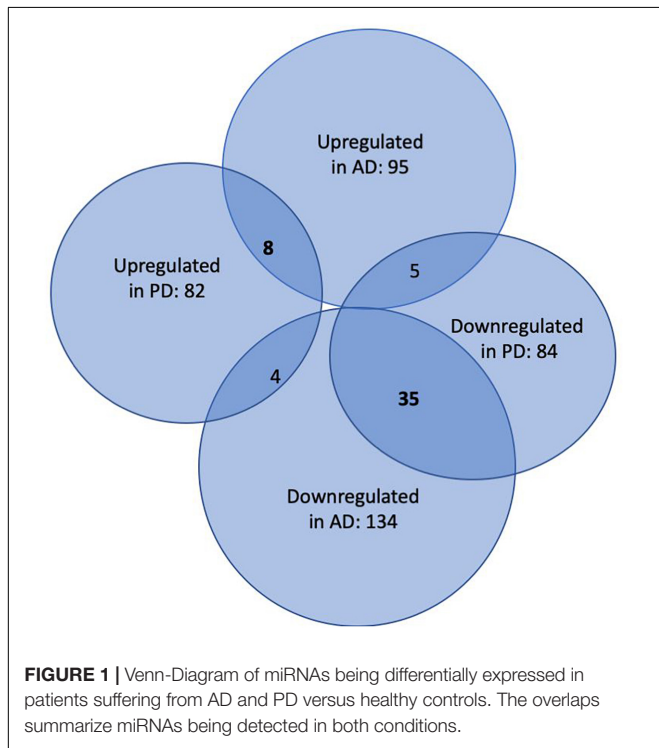 Upregulated
in AD: 95
8
5
Upregulated
in PD: 82
Downregulated
in PD: 84
4
35
Downregulated
in AD: 134
FIGURE 1 | Venn-Diagram of miRNAs being differentially expressed in
patients suffering from AD and PD versus healthy controls. The overlaps
summarize miRNAs being detected in both conditions.